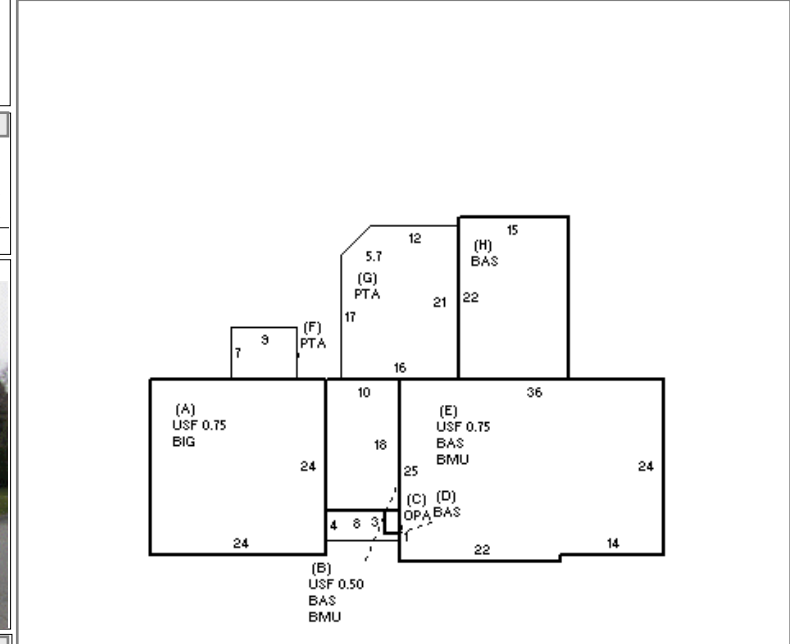 15
12
(H)
BAS
5.7
(G)
PTA
21
22
17
(F)
PTA
9
7
16
10
36
(A)
USF 0.75
BIG
(E)
USF 0.75
BAS
BMU
18
24
25
24
(C)
OPA
(D)
BAS
4
8
3
1
24
22
14
(B)
USF 0.50
BAS
BMU